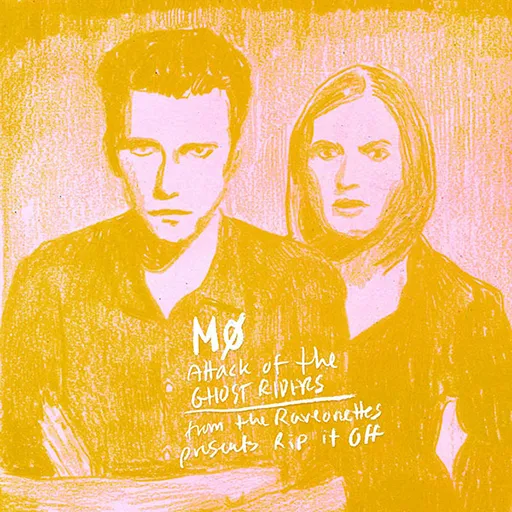 MØ
Attack of the
GHOST RIDERS
from the Raveonettes
presents Rip it Off